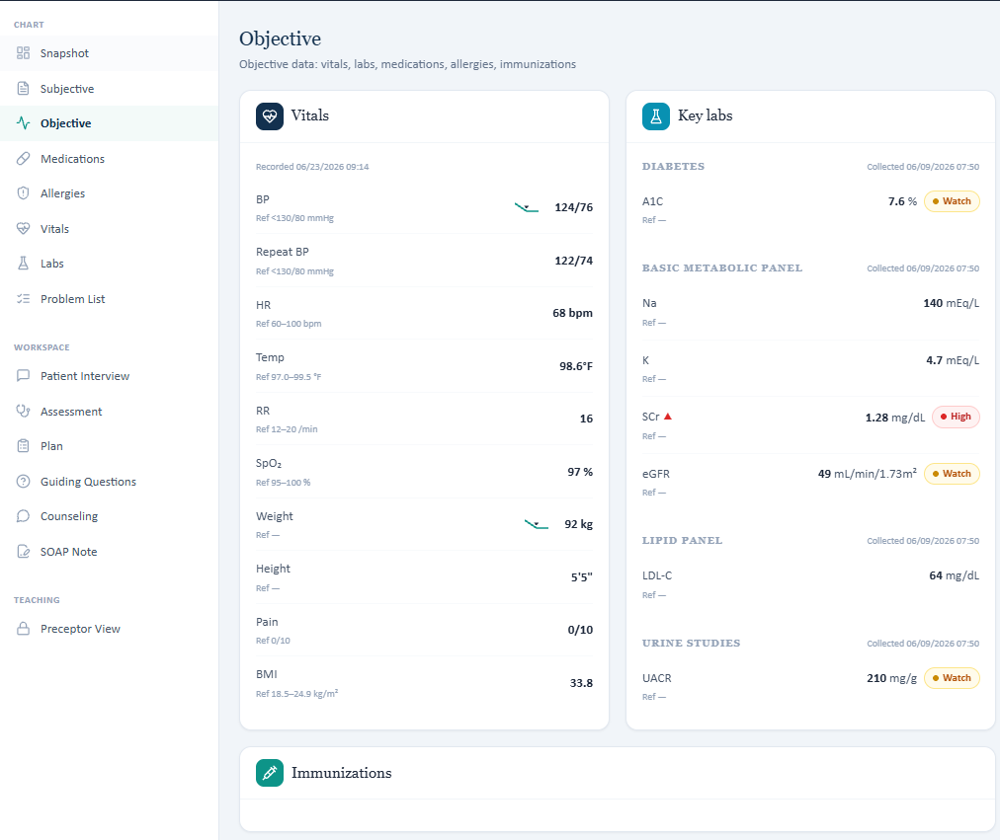 CHART
Snapshot
Subjective
Objective
Medications
Allergies
Vitals
Labs
Problem List
WORKSPACE
Patient Interview
Assessment
Plan
Guiding Questions
Counseling
SOAP Note
TEACHING
Preceptor View
Objective
Objective data: vitals, labs, medications, allergies, immunizations
Vitals
Recorded 06/23/2026 09:14
BP
124/76
Ref <130/80 mmHg
Repeat BP
122/74
Ref <130/80 mmHg
HR
68 bpm
Ref 60–100 bpm
Temp
98.6°F
Ref 97.0–99.5 °F
RR
16
Ref 12–20 /min
SpO₂
97 %
Ref 95–100 %
Weight
92 kg
Ref —
Height
5'5"
Ref —
Pain
0/10
Ref 0/10
BMI
33.8
Ref 18.5–24.9 kg/m²
Key labs
DIABETES Collected 06/09/2026 07:50
A1C 7.6 % Watch
Ref —
BASIC METABOLIC PANEL Collected 06/09/2026 07:50
Na 140 mEq/L
Ref —
K 4.7 mEq/L
Ref —
SCr ▲ 1.28 mg/dL High
Ref —
eGFR 49 mL/min/1.73m² Watch
Ref —
LIPID PANEL Collected 06/09/2026 07:50
LDL-C 64 mg/dL
Ref —
URINE STUDIES Collected 06/09/2026 07:50
UACR 210 mg/g Watch
Ref —
Immunizations